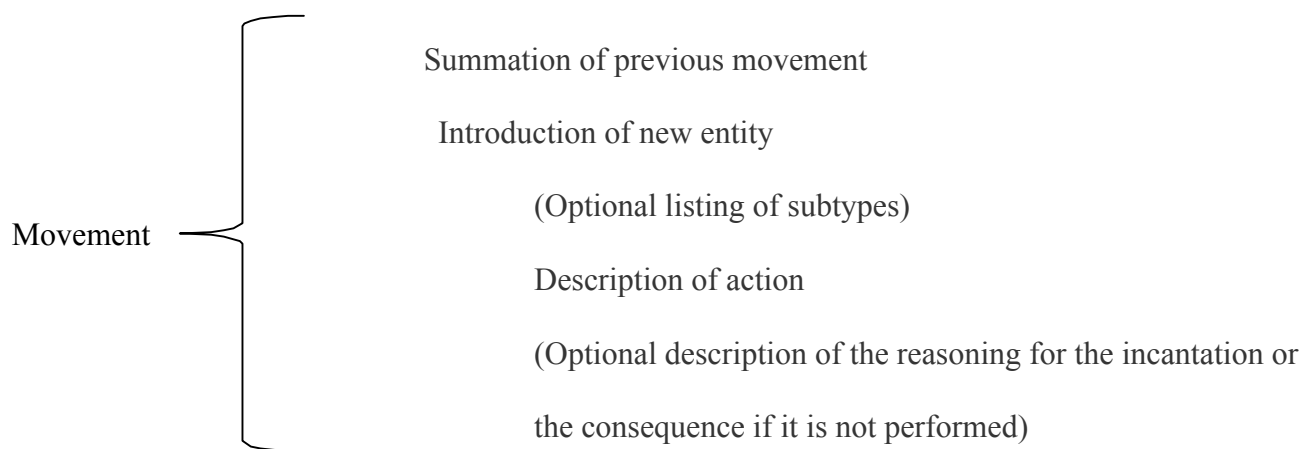 Summation of previous movement
Introduction of new entity
(Optional listing of subtypes)
Movement
Description of action
(Optional description of the reasoning for the incantation or
the consequence if it is not performed)